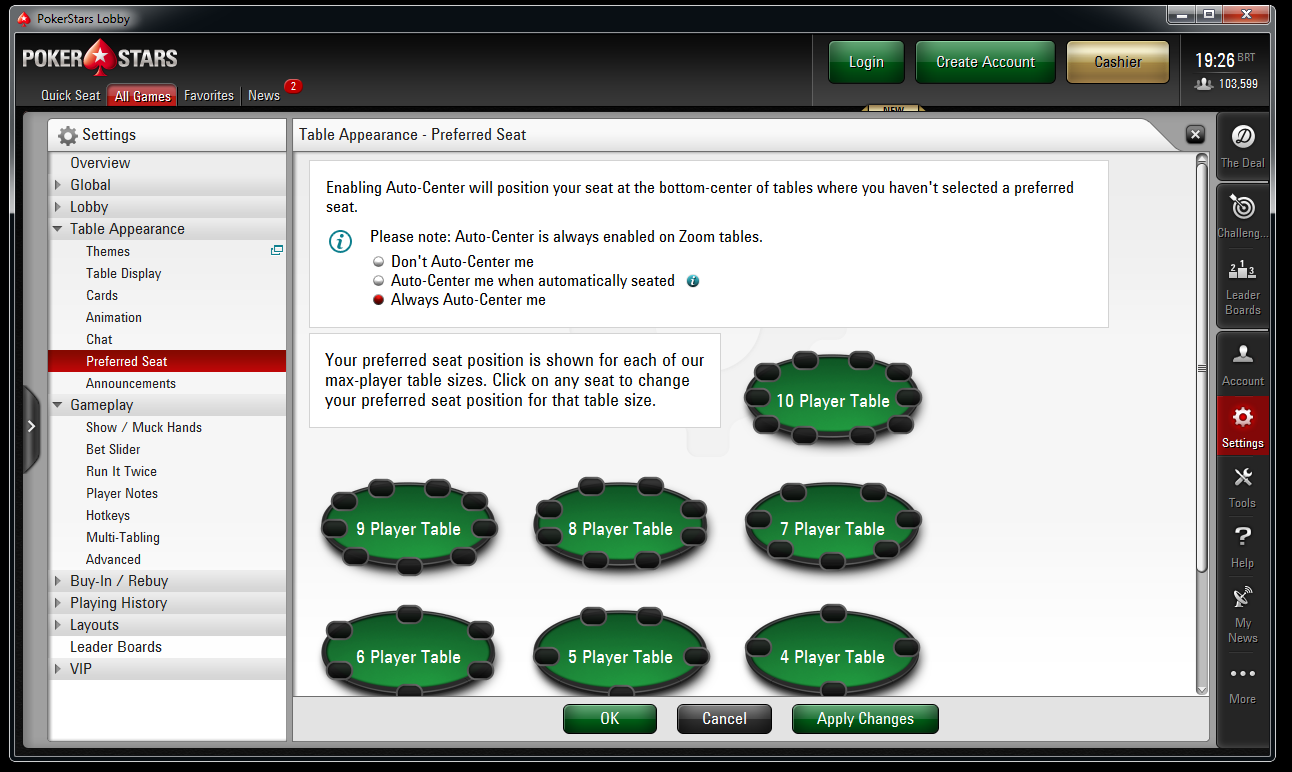 PokerStars Lobby
POKER STARS
Login
Create Account
Cashier
19:26 BRT
103,599
Quick Seat
All Games
Favorites
News
2
NEW
Settings
Overview
Global
Lobby
Table Appearance
Themes
Table Display
Cards
Animation
Chat
Preferred Seat
Announcements
Gameplay
Show / Muck Hands
Bet Slider
Run It Twice
Player Notes
Hotkeys
Multi-Tabling
Advanced
Buy-In / Rebuy
Playing History
Layouts
Leader Boards
VIP
Table Appearance - Preferred Seat
Enabling Auto-Center will position your seat at the bottom-center of tables where you haven't selected a preferred
seat.
Please note: Auto-Center is always enabled on Zoom tables.
Don't Auto-Center me
Auto-Center me when automatically seated
Always Auto-Center me
Your preferred seat position is shown for each of our
max-player table sizes. Click on any seat to change
your preferred seat position for that table size.
10 Player Table
9 Player Table
8 Player Table
7 Player Table
6 Player Table
5 Player Table
4 Player Table
OK
Cancel
Apply Changes
The Deal
Challeng...
2 1 3
Leader
Boards
Account
Settings
Tools
Help
My
News
More